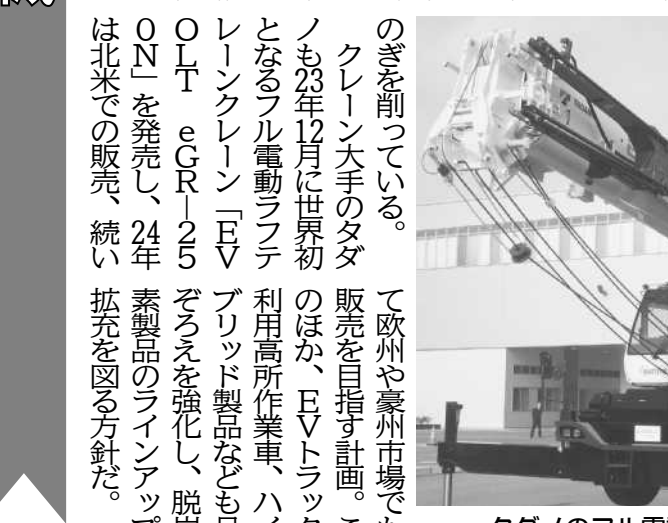 のぎを削っている。
クレーン大手のタダ
ノも23年12月に世界初
となるフル電動ラフテ
レーンクレーン「EV
OLT eGR―25
0N」を発売し、24年
は北米での販売、続い
て欧州や豪州市場でも
販売を目指す計画。こ
のほか、EVトラック
利用高所作業車、ハイ
ブリッド製品なども品
ぞろえを強化し、脱炭
素製品のラインアップ
拡充を図る方針だ。
タダノのフル電